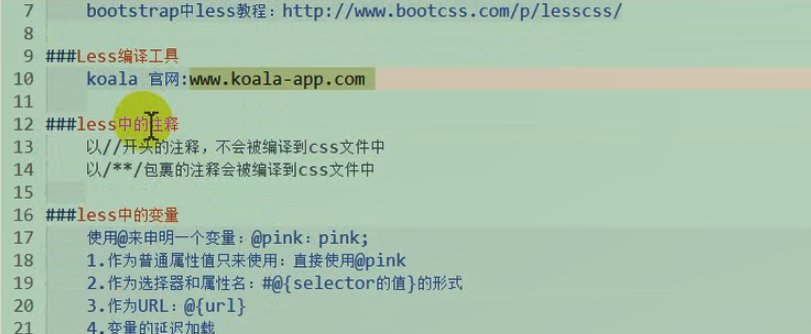 7 bootstrap中less教程：http://www.bootcss.com/p/lesscss/
8
9 ###Less编译工具
10 koala 官网:www.koala-app.com
11
12 ###less中的注释
13 以//开头的注释，不会被编译到css文件中
14 以/**/包裹的注释会被编译到css文件中
15
16 ###less中的变量
17 使用@来申明一个变量：@pink：pink;
18 1.作为普通属性值只来使用：直接使用@pink
19 2.作为选择器和属性名：#@{selector的值}的形式
20 3.作为URL：@{url}
21 4.变量的延迟加载